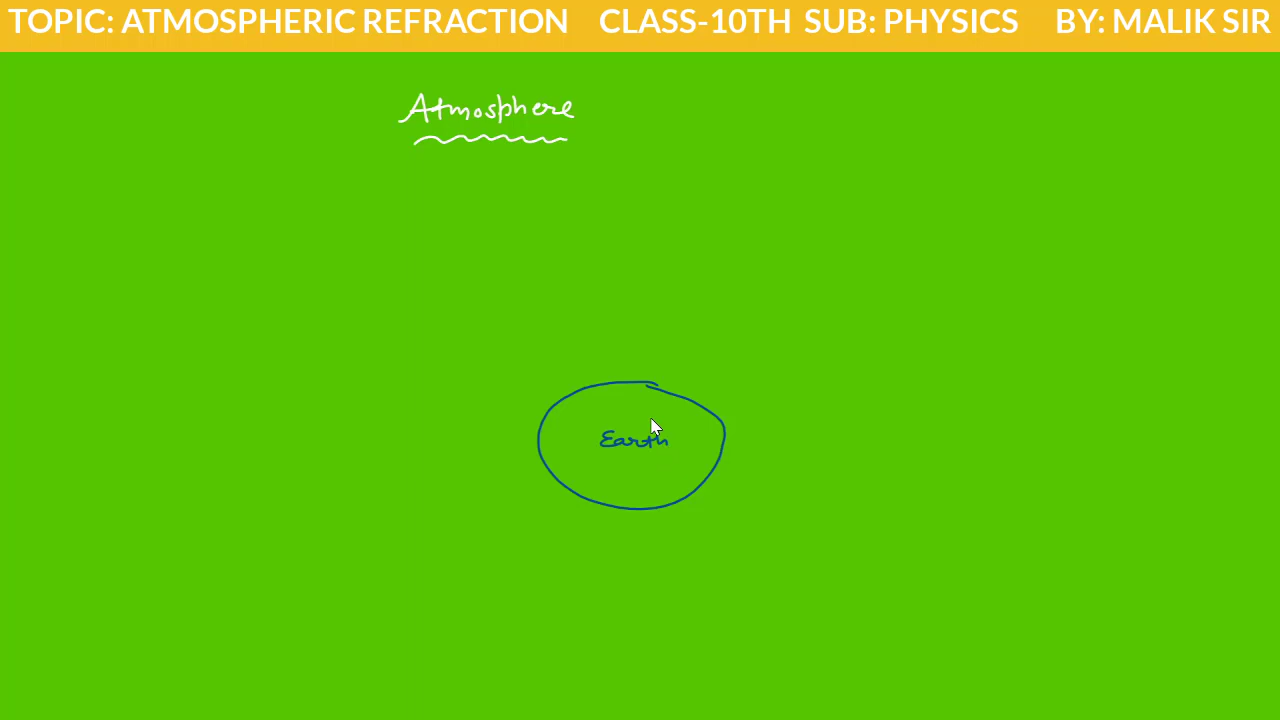 TOPIC: ATMOSPHERIC REFRACTION CLASS-10TH SUB: PHYSICS BY: MALIK SIR
Atmosphere
Earth